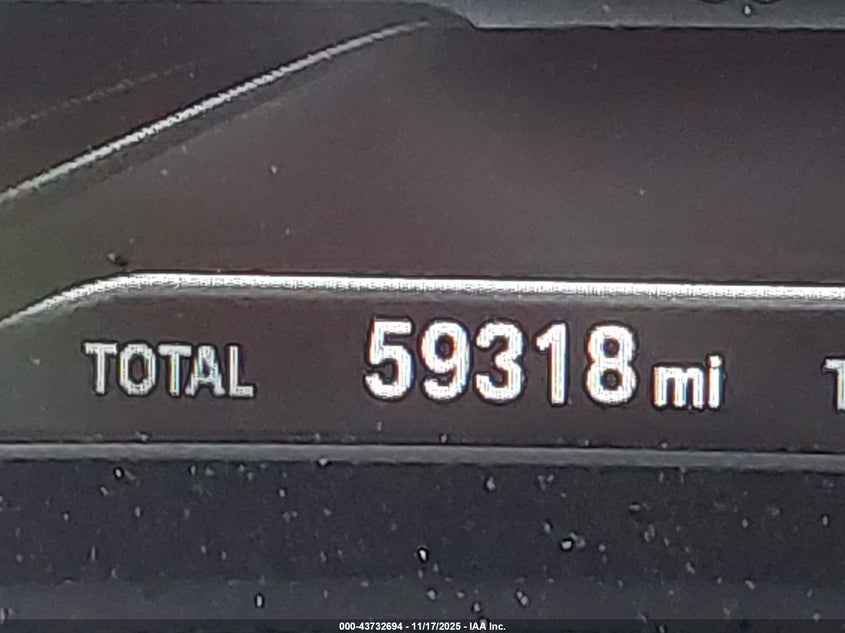 TOTAL 59318 mi
000-43732694 - 11/17/2025 - IAA Inc.